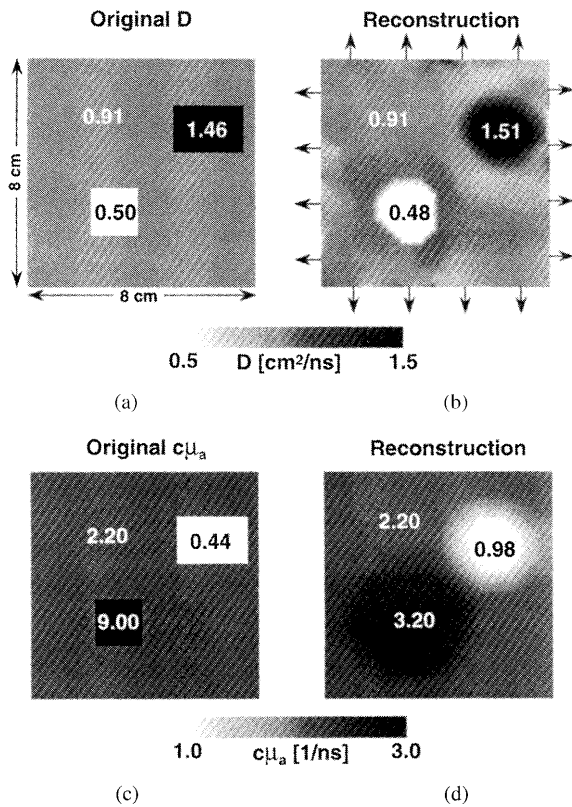 Original D
Reconstruction
0.91
1.46
0.50
8 cm
8 cm
0.91
1.51
0.48
0.5 D [cm²/ns] 1.5
(a)
(b)
Original cμₐ
Reconstruction
2.20
0.44
9.00
2.20
0.98
3.20
1.0 cμₐ [1/ns] 3.0
(c)
(d)